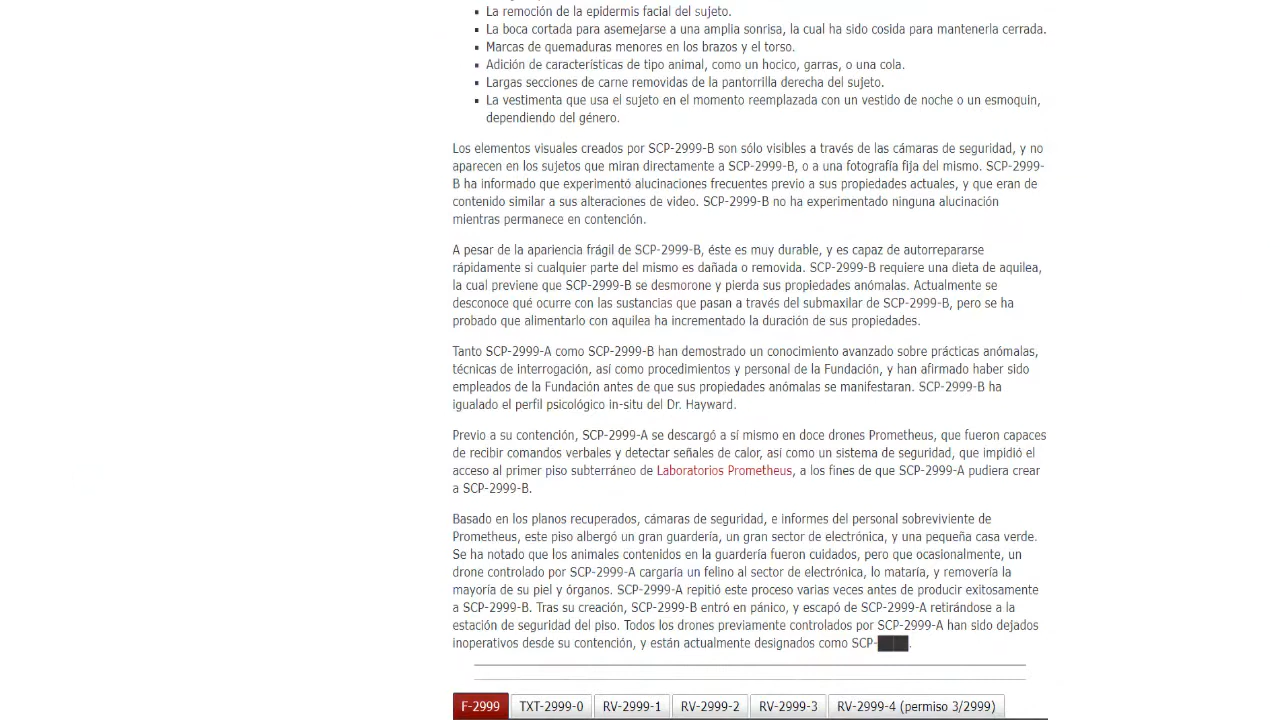 La remoción de la epidermis facial del sujeto.
La boca cortada para asemejarse a una amplia sonrisa, la cual ha sido cosida para mantenerla cerrada.
Marcas de quemaduras menores en los brazos y el torso.
Adición de características de tipo animal, como un hocico, garras, o una cola.
Largas secciones de carne removidas de la pantorrilla derecha del sujeto.
La vestimenta que usa el sujeto en el momento reemplazada con un vestido de noche o un esmoquin,
dependiendo del género.
Los elementos visuales creados por SCP-2999-B son sólo visibles a través de las cámaras de seguridad, y no
aparecen en los sujetos que miran directamente a SCP-2999-B, o a una fotografía fija del mismo. SCP-2999-
B ha informado que experimentó alucinaciones frecuentes previo a sus propiedades actuales, y que eran de
contenido similar a sus alteraciones de video. SCP-2999-B no ha experimentado ninguna alucinación
mientras permanece en contención.
A pesar de la apariencia frágil de SCP-2999-B, éste es muy durable, y es capaz de autorrepararse
rápidamente si cualquier parte del mismo es dañada o removida. SCP-2999-B requiere una dieta de aquilea,
la cual previene que SCP-2999-B se desmorone y pierda sus propiedades anómalas. Actualmente se
desconoce qué ocurre con las sustancias que pasan a través del submaxilar de SCP-2999-B, pero se ha
probado que alimentarlo con aquilea ha incrementado la duración de sus propiedades.
Tanto SCP-2999-A como SCP-2999-B han demostrado un conocimiento avanzado sobre prácticas anómalas,
técnicas de interrogación, así como procedimientos y personal de la Fundación, y han afirmado haber sido
empleados de la Fundación antes de que sus propiedades anómalas se manifestaran. SCP-2999-B ha
igualado el perfil psicológico in-situ del Dr. Hayward.
Previo a su contención, SCP-2999-A se descargó a sí mismo en doce drones Prometheus, que fueron capaces
de recibir comandos verbales y detectar señales de calor, así como un sistema de seguridad, que impidió el
acceso al primer piso subterráneo de Laboratorios Prometheus, a los fines de que SCP-2999-A pudiera crear
a SCP-2999-B.
Basado en los planos recuperados, cámaras de seguridad, e informes del personal sobreviviente de
Prometheus, este piso albergó un gran guardería, un gran sector de electrónica, y una pequeña casa verde.
Se ha notado que los animales contenidos en la guardería fueron cuidados, pero que ocasionalmente, un
drone controlado por SCP-2999-A cargaría un felino al sector de electrónica, lo mataría, y removería la
mayoría de su piel y órganos. SCP-2999-A repitió este proceso varias veces antes de producir exitosamente
a SCP-2999-B. Tras su creación, SCP-2999-B entró en pánico, y escapó de SCP-2999-A retirándose a la
estación de seguridad del piso. Todos los drones previamente controlados por SCP-2999-A han sido dejados
inoperativos desde su contención, y están actualmente designados como SCP-███.
F-2999 TXT-2999-0 RV-2999-1 RV-2999-2 RV-2999-3 RV-2999-4 (permiso 3/2999)